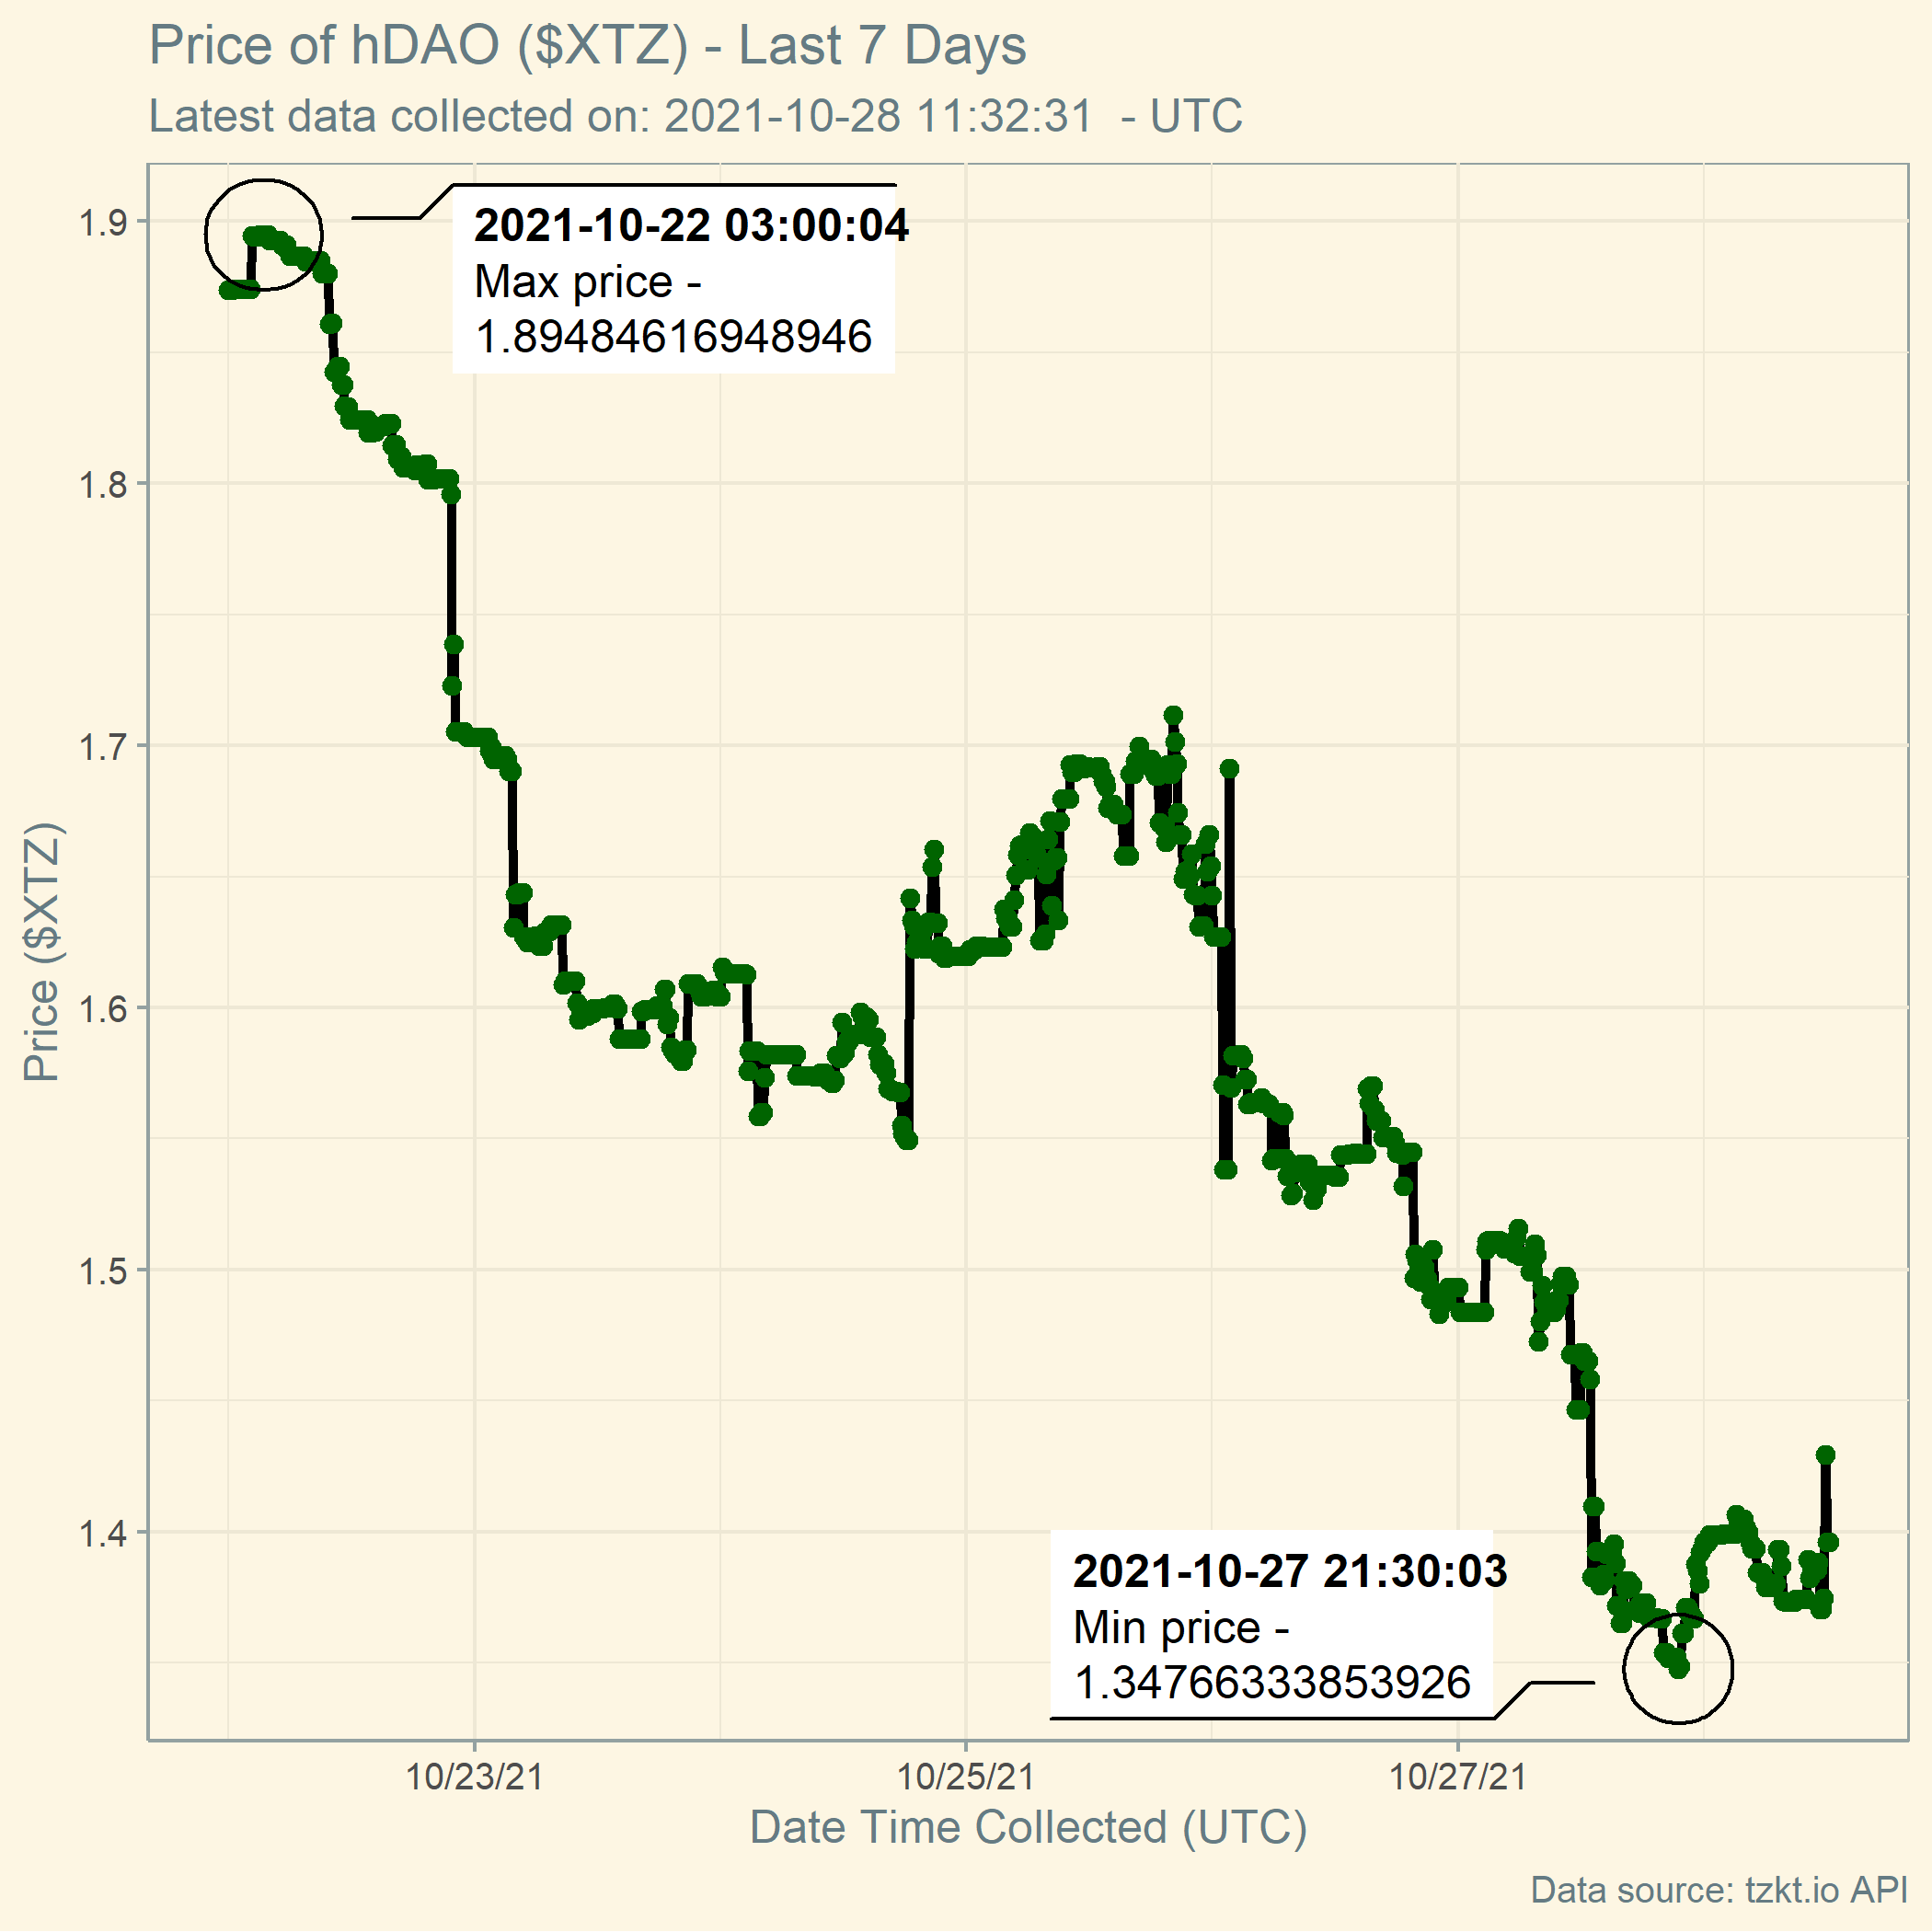 Price of hDAO ($XTZ) - Last 7 Days
Latest data collected on: 2021-10-28 11:32:31  - UTC
2021-10-22 03:00:04
Max price -
1.89484616948946
1.9
1.8
1.7
1.6
1.5
1.4
Price ($XTZ)
2021-10-27 21:30:03
Min price -
1.34766333853926
10/23/21
10/25/21
10/27/21
Date Time Collected (UTC)
Data source: tzkt.io API